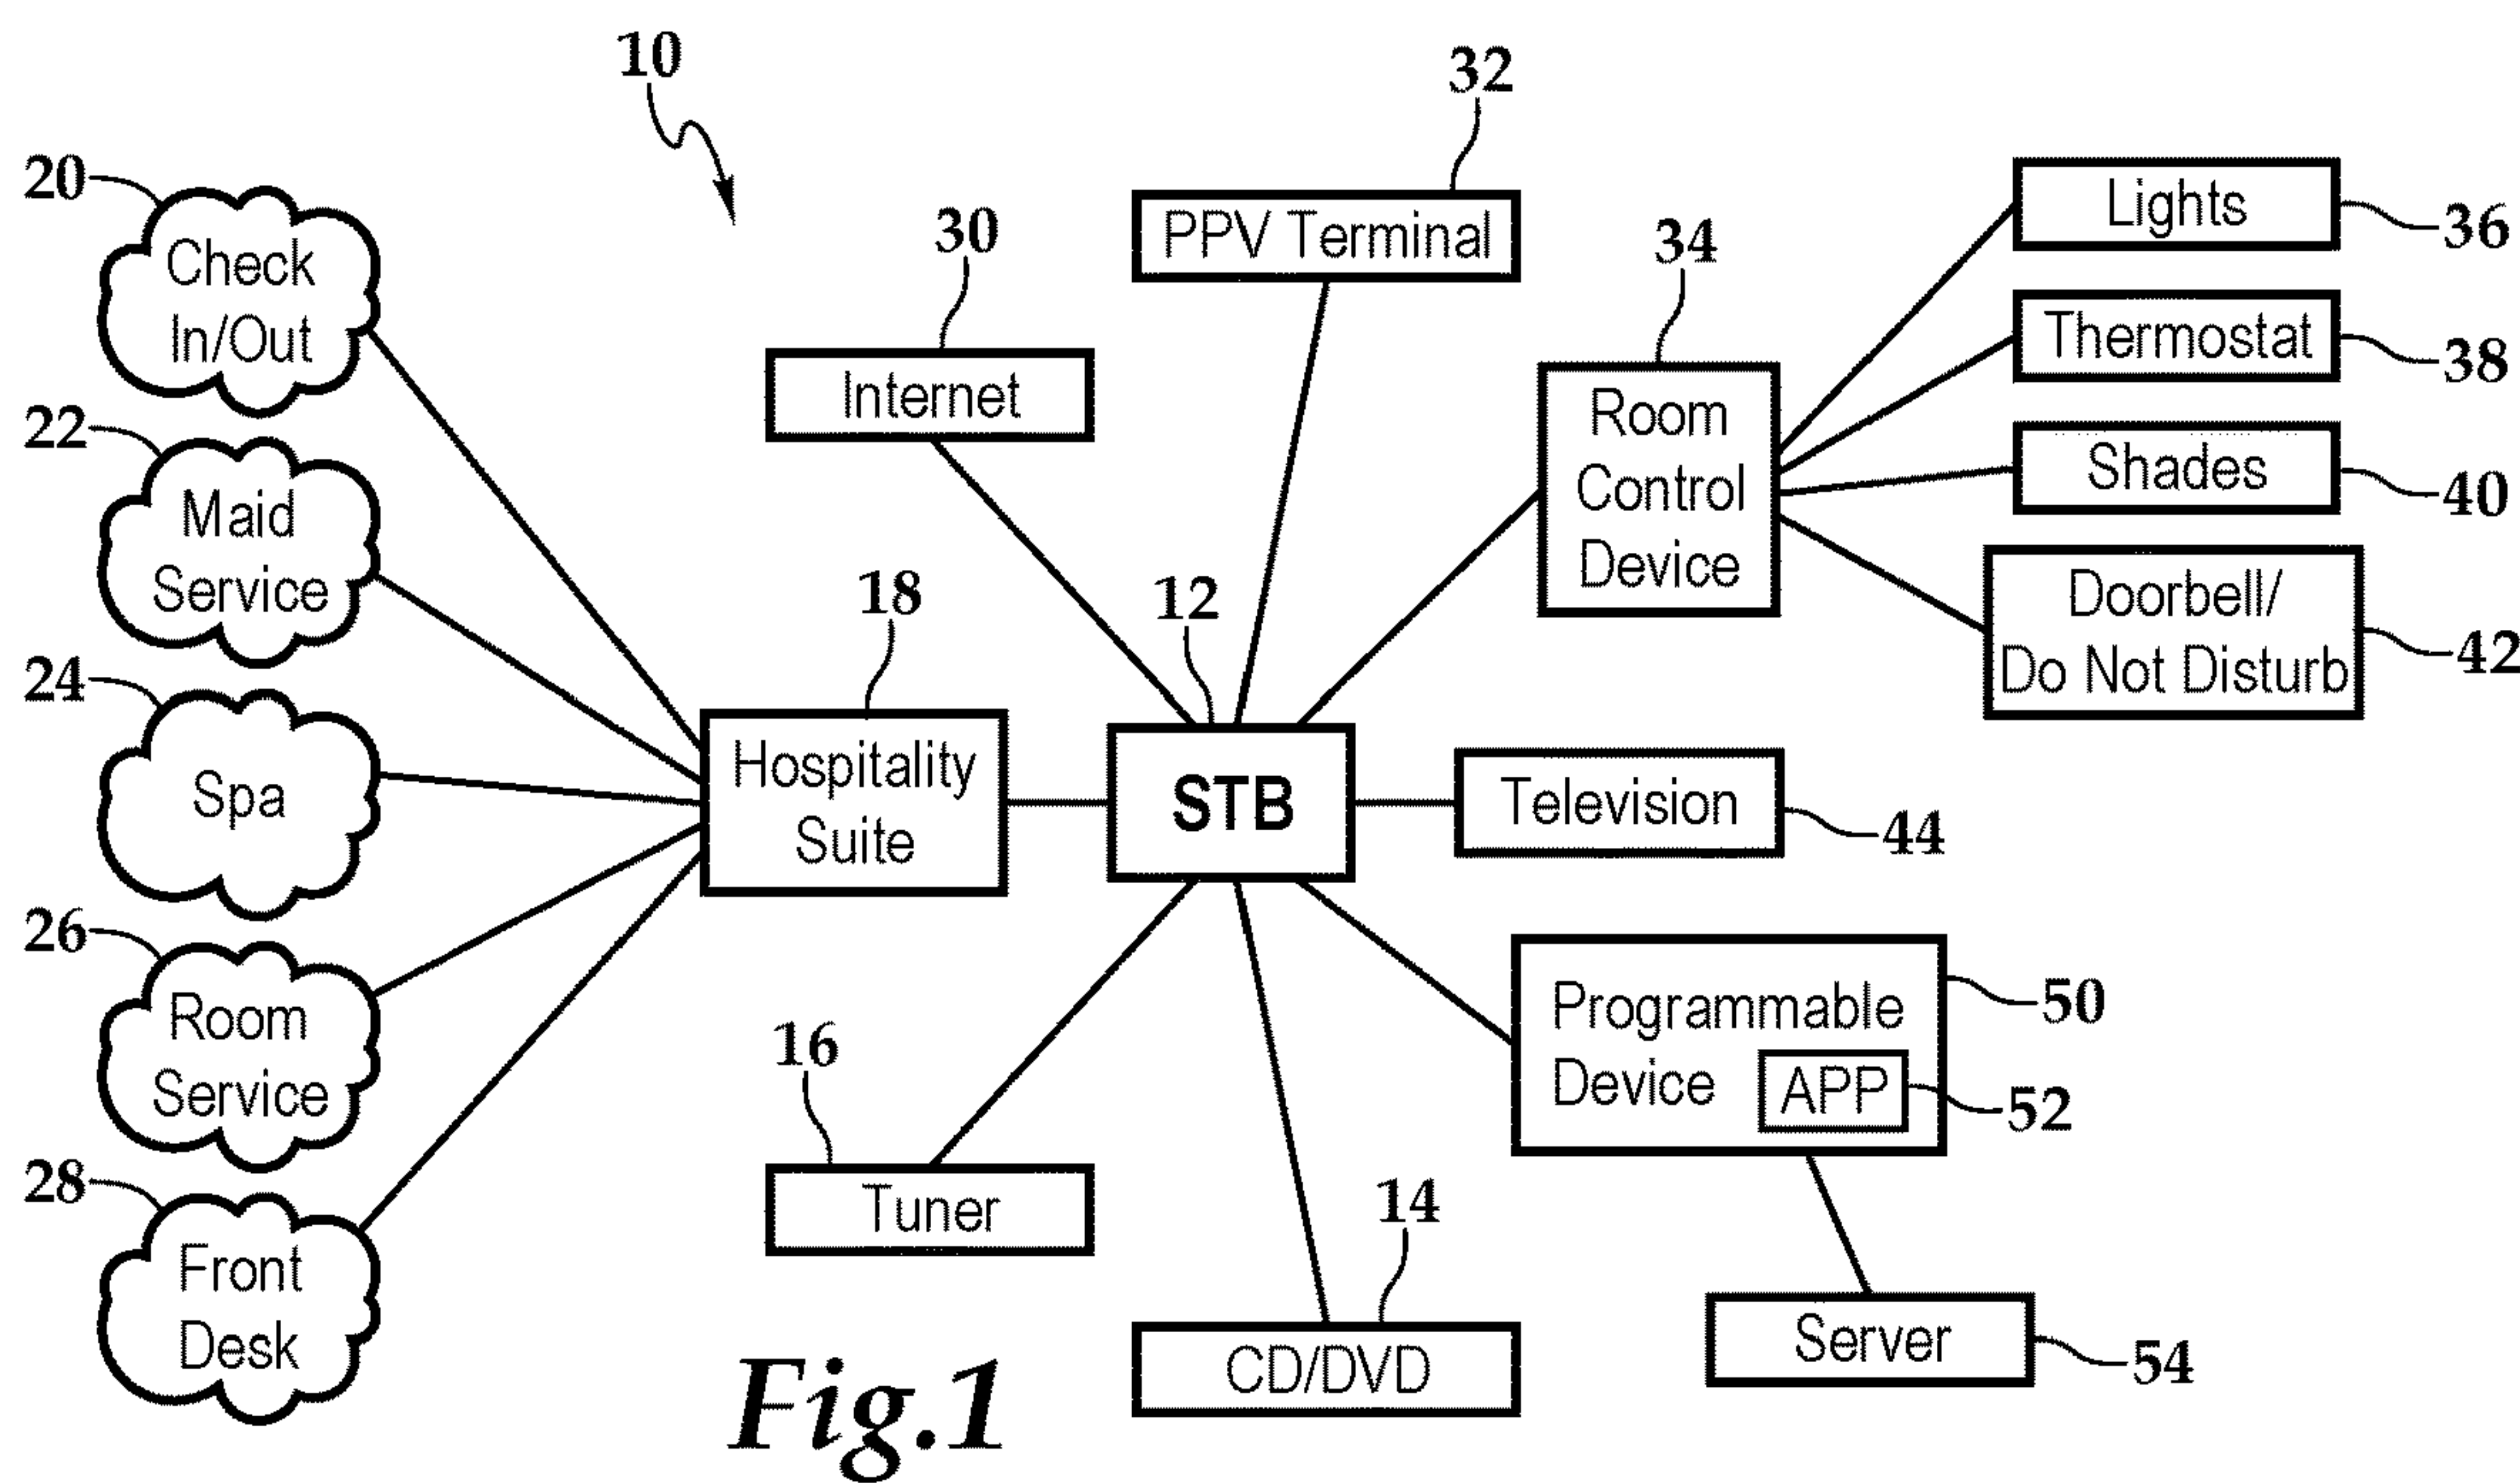 10
32
20
Check
In/Out
30
PPV Terminal
34
Lights
36
Internet
Room
Control
Device
Thermostat
38
22
Maid
Service
Shades
40
18
12
Doorbell/
Do Not Disturb
42
24
Spa
Hospitality
Suite
STB
Television
44
26
Room
Service
16
Programmable
Device
APP
50
52
28
Front
Desk
Tuner
14
CD/DVD
Server
54
Fig.1